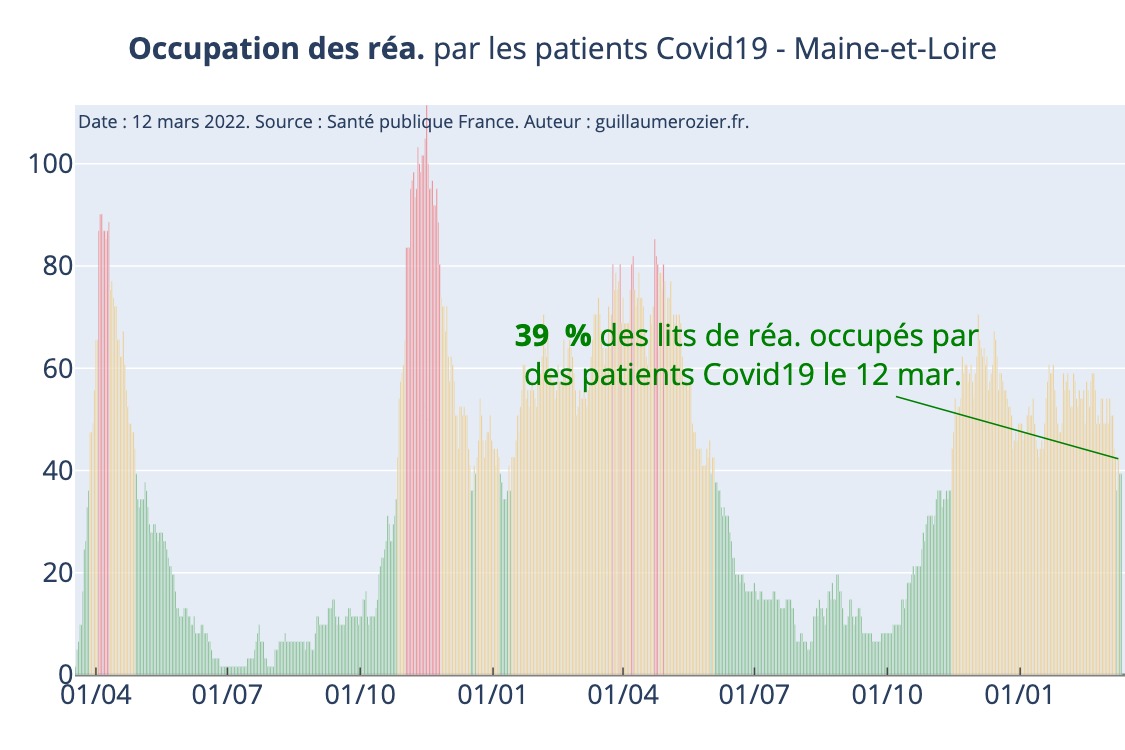 Occupation des réa. par les patients Covid19 - Maine-et-Loire
Date : 12 mars 2022. Source : Santé publique France. Auteur : guillaumerozier.fr.
100
80
39 % des lits de réa. occupés par
60
des patients Covid19 le 12 mar.
40
20
0
01/04 01/07 01/10 01/01 01/04 01/07 01/10 01/01